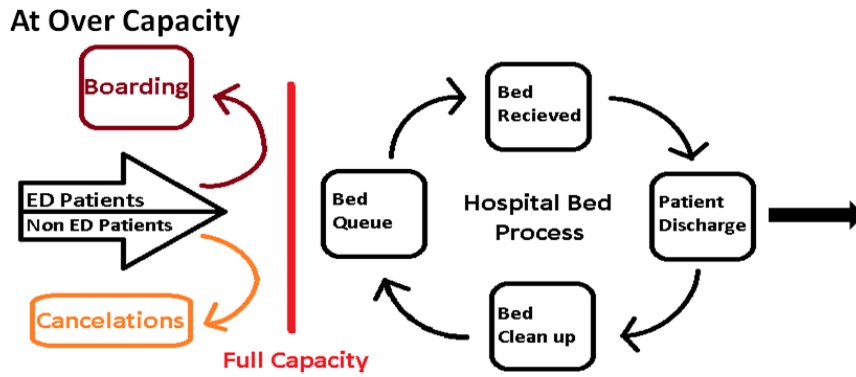 At Over Capacity
Boarding
ED Patients
Non ED Patients
Cancelations
Full Capacity
Bed
Queue
Bed
Recieved
Hospital Bed
Process
Patient
Discharge
Bed
Clean up